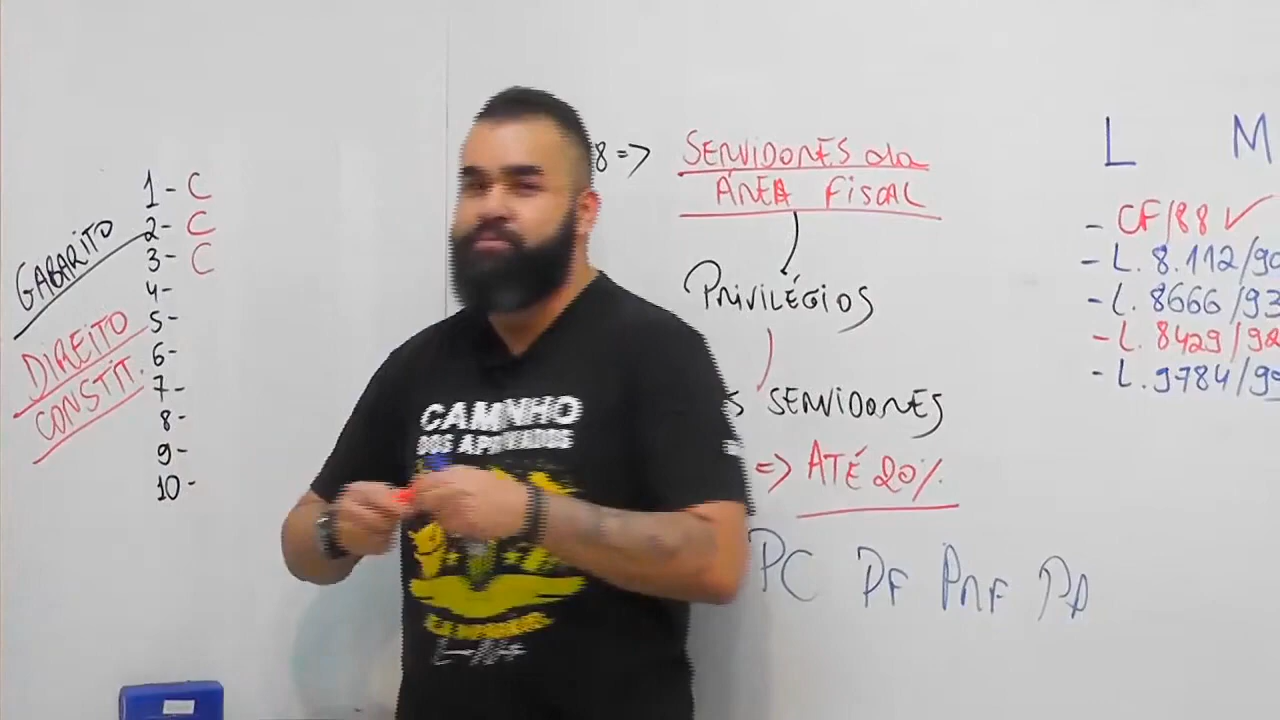 GABARITO
DIREITO
CONSTIT.
1- C
2- C
3- C
4-
5-
6-
7-
8-
9-
10-
CAMINHO
DOS APROVADOS
8 => SERVIDORES da
ÁREA FISCAL
PRIVILÉGIOS
S SERVIDORES
=> ATÉ 20%
PC PF PRF
L M
- CF/88 ✓
- L. 8.112/90
- L. 8666/93
- L. 8429/92
- L. 9784/99